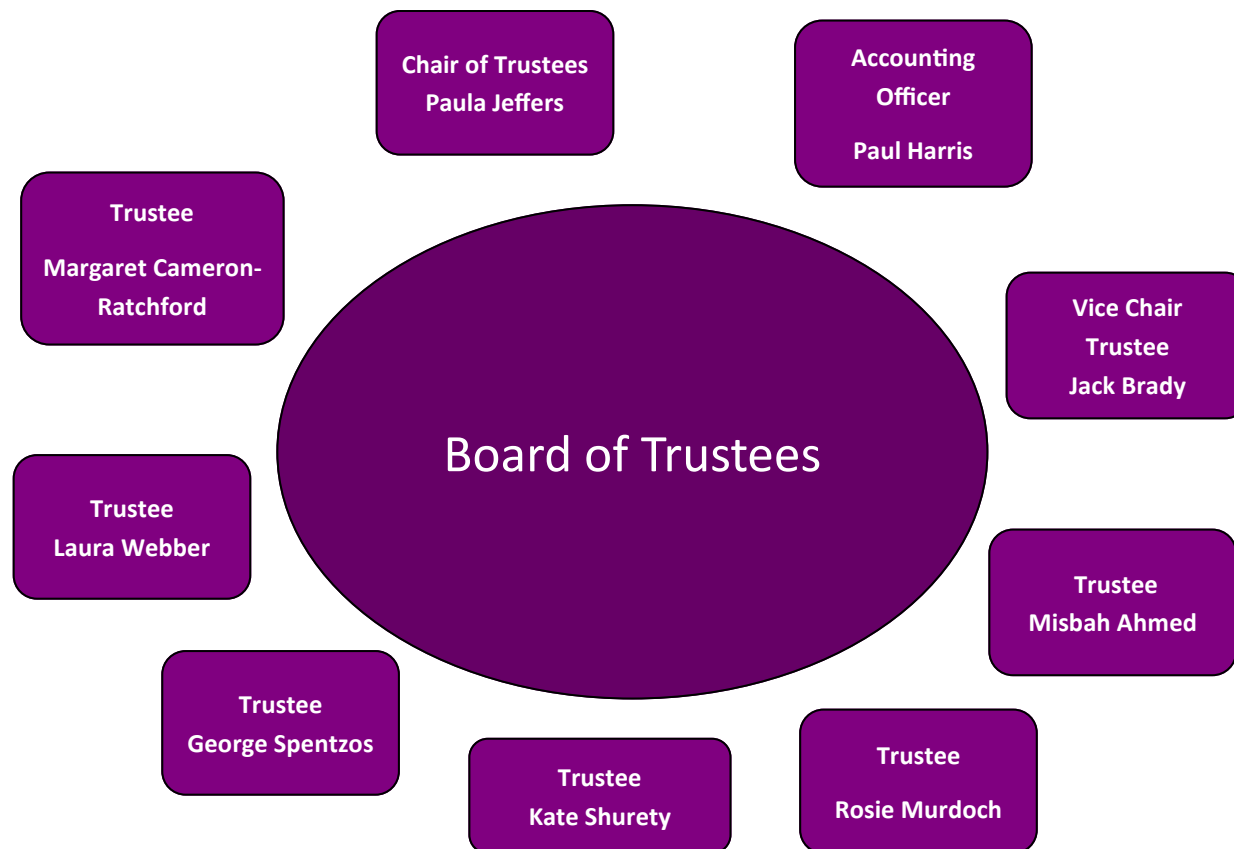 Chair of Trustees
Paula Jeffers
Accounting
Officer
Paul Harris
Trustee
Margaret Cameron-
Ratchford
Vice Chair
Trustee
Jack Brady
Board of Trustees
Trustee
Laura Webber
Trustee
Misbah Ahmed
Trustee
George Spentzos
Trustee
Kate Shurety
Trustee
Rosie Murdoch